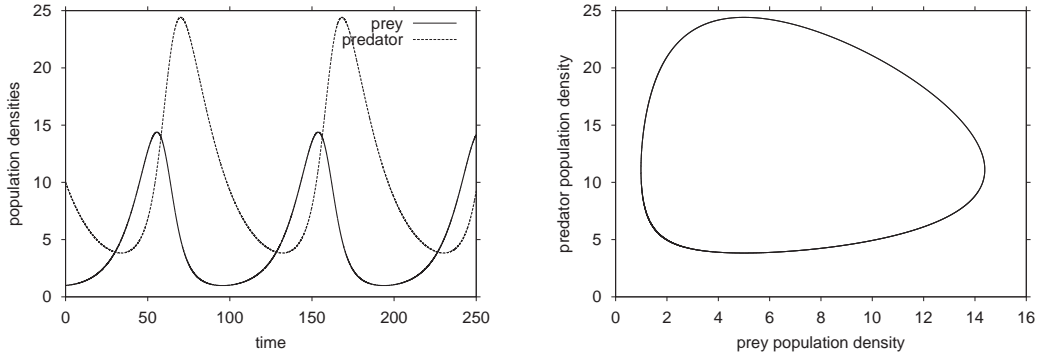 25
20
15
10
5
0
population densities
0 50 100 150 200 250
time
prey
predator
25
20
15
10
5
0
predator population density
0 2 4 6 8 10 12 14 16
prey population density